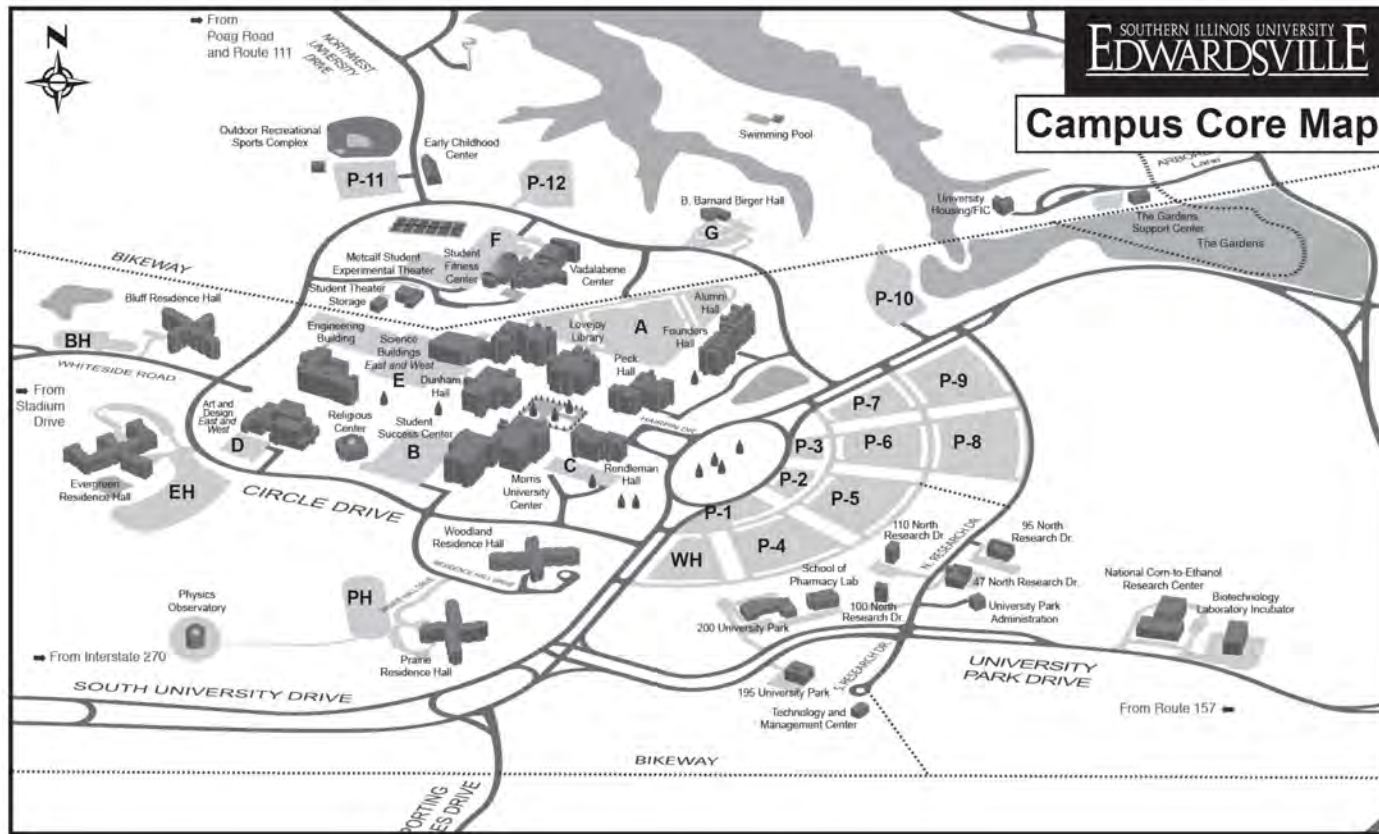 SOUTHERN ILLINOIS UNIVERSITY
EDWARDSVILLE
Campus Core Map
N
From
Poag Road
and Route 111
NORTHWEST
UNIVERSITY
DRIVE
Outdoor Recreational
Sports Complex
P-11
Early Childhood
Center
P-12
Swimming Pool
B. Barnard Birger Hall
G
University
Housing/FIC
Lane
The Gardens
Support Center
The Gardens
F
Metcalf Student
Experimental Theater
Student
Fitness
Center
Vadalabene
Center
Student Theater
Storage
BIKEWAY
Bluff Residence Hall
BH
WHITESIDE ROAD
From
Stadium
Drive
Engineering
Building
Science
Buildings
East and West
E
Lovejoy
Library
A
Alumni
Hall
Founders
Hall
Peck
Hall
Dunham
Hall
P-10
Art and
Design
East and
West
D
Religious
Center
Student
Success Center
B
HAIRPIN DR.
C
Rendleman
Hall
Morris
University
Center
P-9
P-7
P-3
P-6
P-8
P-2
P-5
P-1
P-4
WH
Evergreen
Residence Hall
EH
CIRCLE DRIVE
Woodland
Residence Hall
RESIDENCE HALL DRIVE
PH
Physics
Observatory
Prairie
Residence Hall
From Interstate 270
SOUTH UNIVERSITY DRIVE
110 North
Research Dr.
N. RESEARCH DR.
95 North
Research Dr.
School of
Pharmacy Lab
47 North Research Dr.
100 North
Research Dr.
University Park
Administration
200 University Park
National Corn-to-Ethanol
Research Center
Biotechnology
Laboratory Incubator
195 University Park
RESEARCH DR.
Technology and
Management Center
UNIVERSITY
PARK DRIVE
From Route 157
BIKEWAY